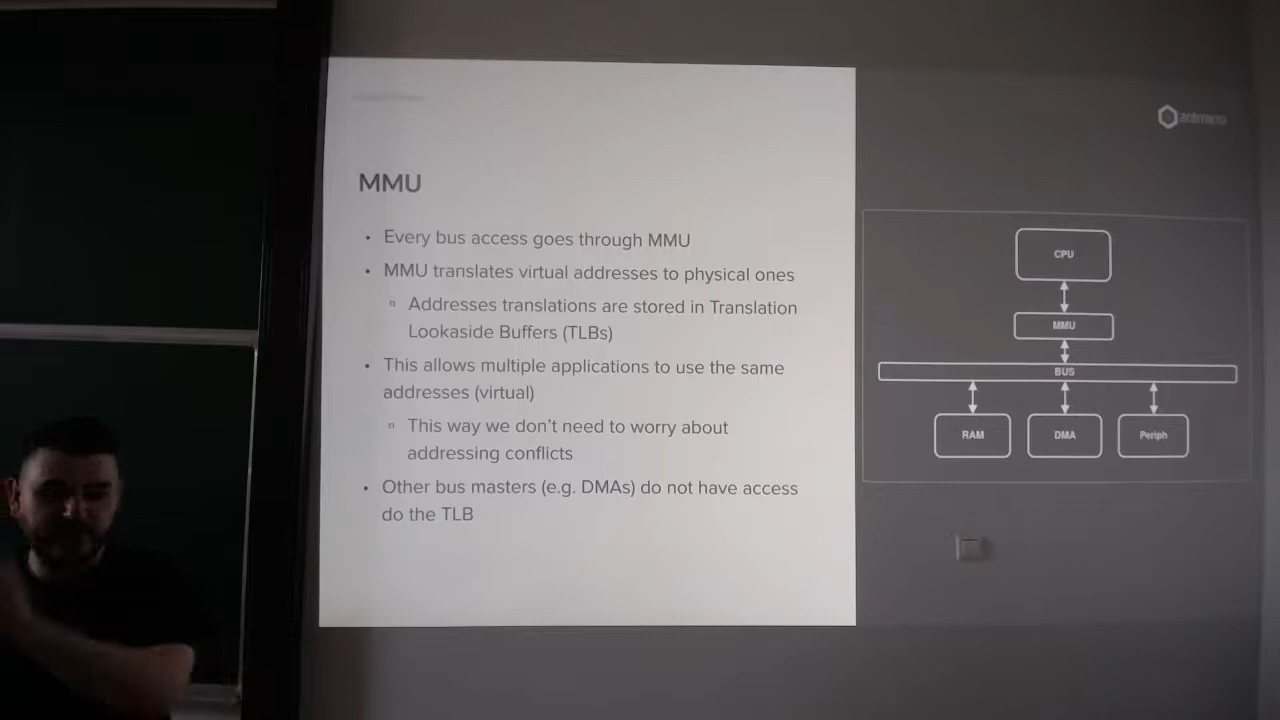 antmicro
MMU
• Every bus access goes through MMU
• MMU translates virtual addresses to physical ones
▫ Addresses translations are stored in Translation
Lookaside Buffers (TLBs)
• This allows multiple applications to use the same
addresses (virtual)
▫ This way we don't need to worry about
addressing conflicts
• Other bus masters (e.g. DMAs) do not have access
do the TLB
CPU
MMU
BUS
RAM DMA Periph